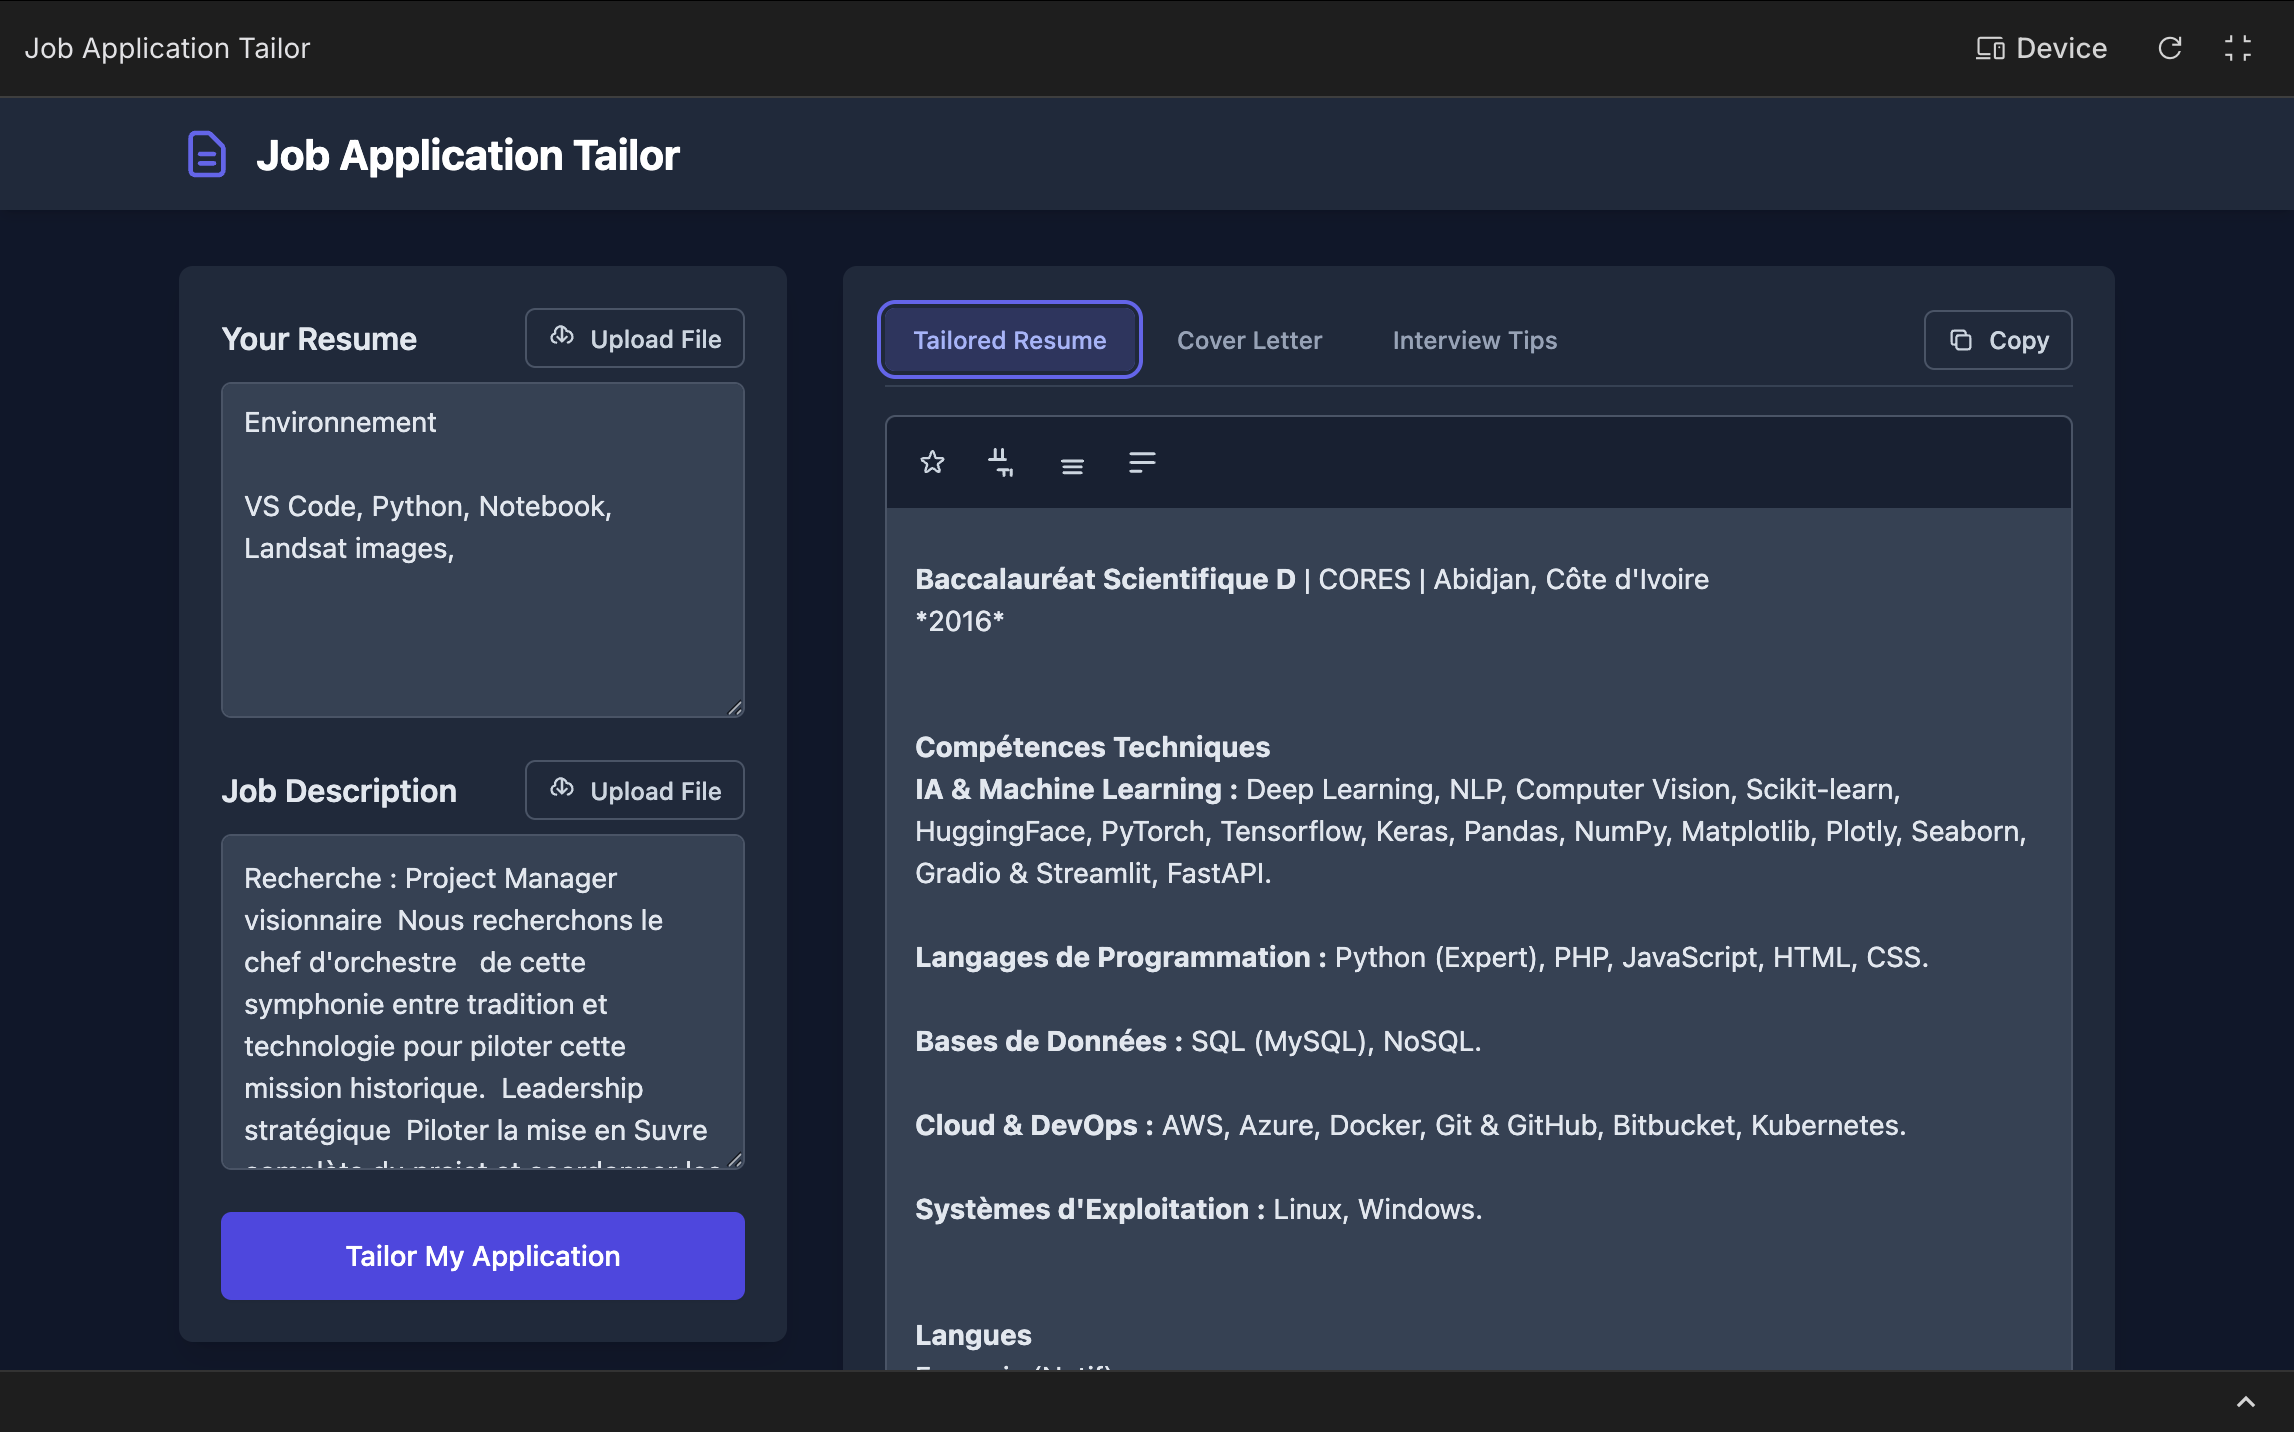 Job Application Tailor
Device
Job Application Tailor
Your Resume
Upload File
Environnement
VS Code, Python, Notebook,
Landsat images,
Job Description
Upload File
Recherche : Project Manager
visionnaire  Nous recherchons le
chef d'orchestre   de cette
symphonie entre tradition et
technologie pour piloter cette
mission historique.  Leadership
stratégique  Piloter la mise en Suvre
complète du projet et coordonner les
Tailor My Application
Tailored Resume
Cover Letter
Interview Tips
Copy
Baccalauréat Scientifique D | CORES | Abidjan, Côte d'Ivoire
*2016*
Compétences Techniques
IA & Machine Learning : Deep Learning, NLP, Computer Vision, Scikit-learn,
HuggingFace, PyTorch, Tensorflow, Keras, Pandas, NumPy, Matplotlib, Plotly, Seaborn,
Gradio & Streamlit, FastAPI.
Langages de Programmation : Python (Expert), PHP, JavaScript, HTML, CSS.
Bases de Données : SQL (MySQL), NoSQL.
Cloud & DevOps : AWS, Azure, Docker, Git & GitHub, Bitbucket, Kubernetes.
Systèmes d'Exploitation : Linux, Windows.
Langues